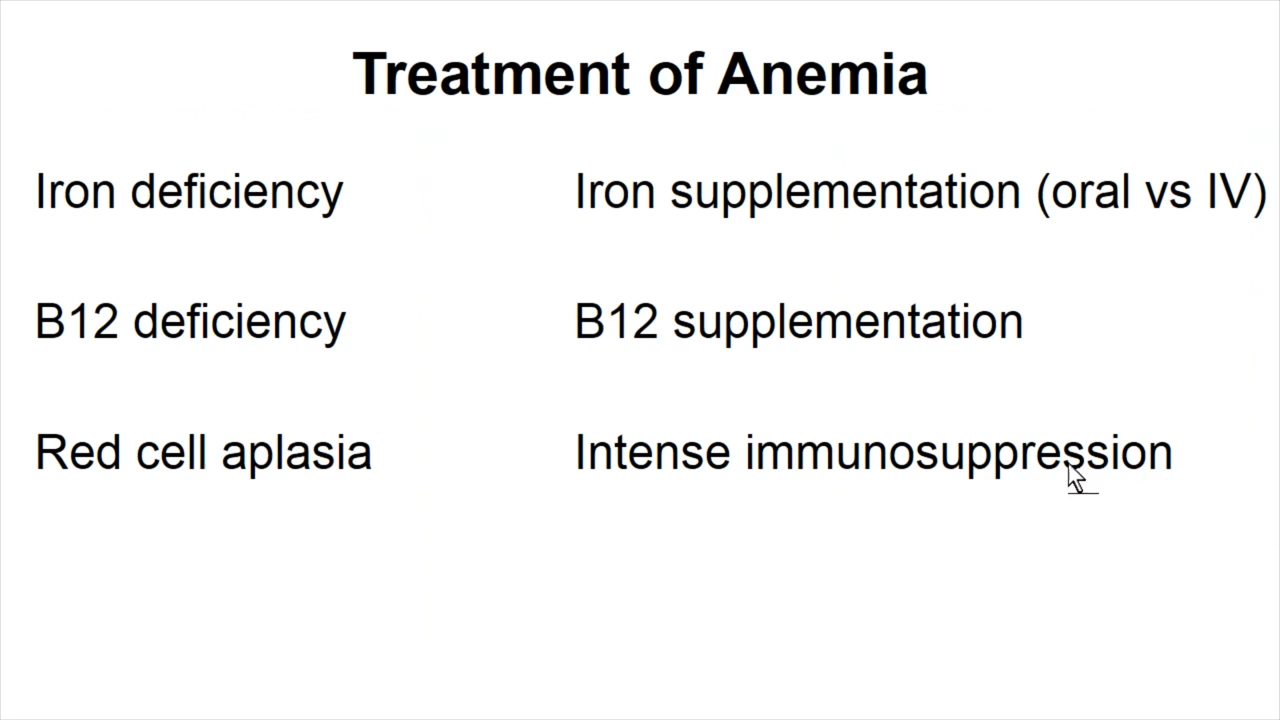 Treatment of Anemia
Iron deficiency Iron supplementation (oral vs IV)
B12 deficiency B12 supplementation
Red cell aplasia Intense immunosuppression